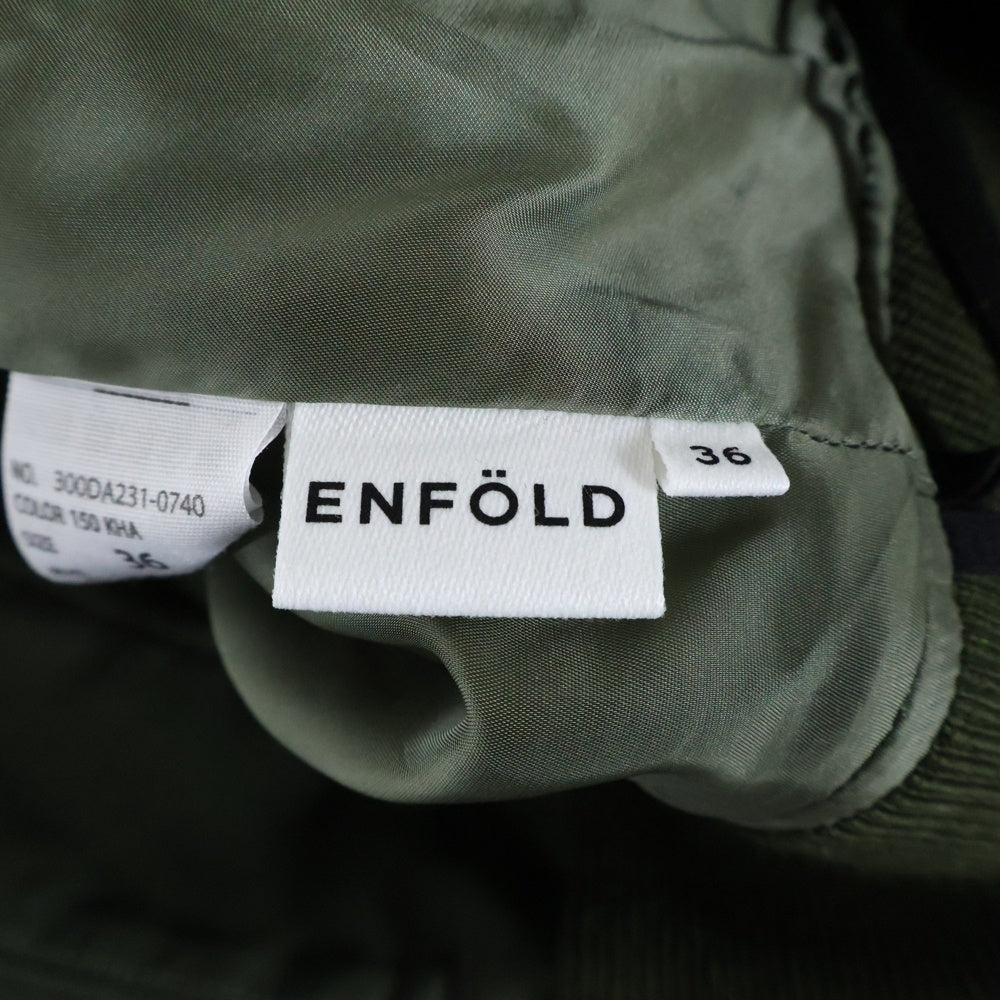 NO. 300DA231-0740
COLOR 150 KHA
SIZE 36
ENFÖLD
36